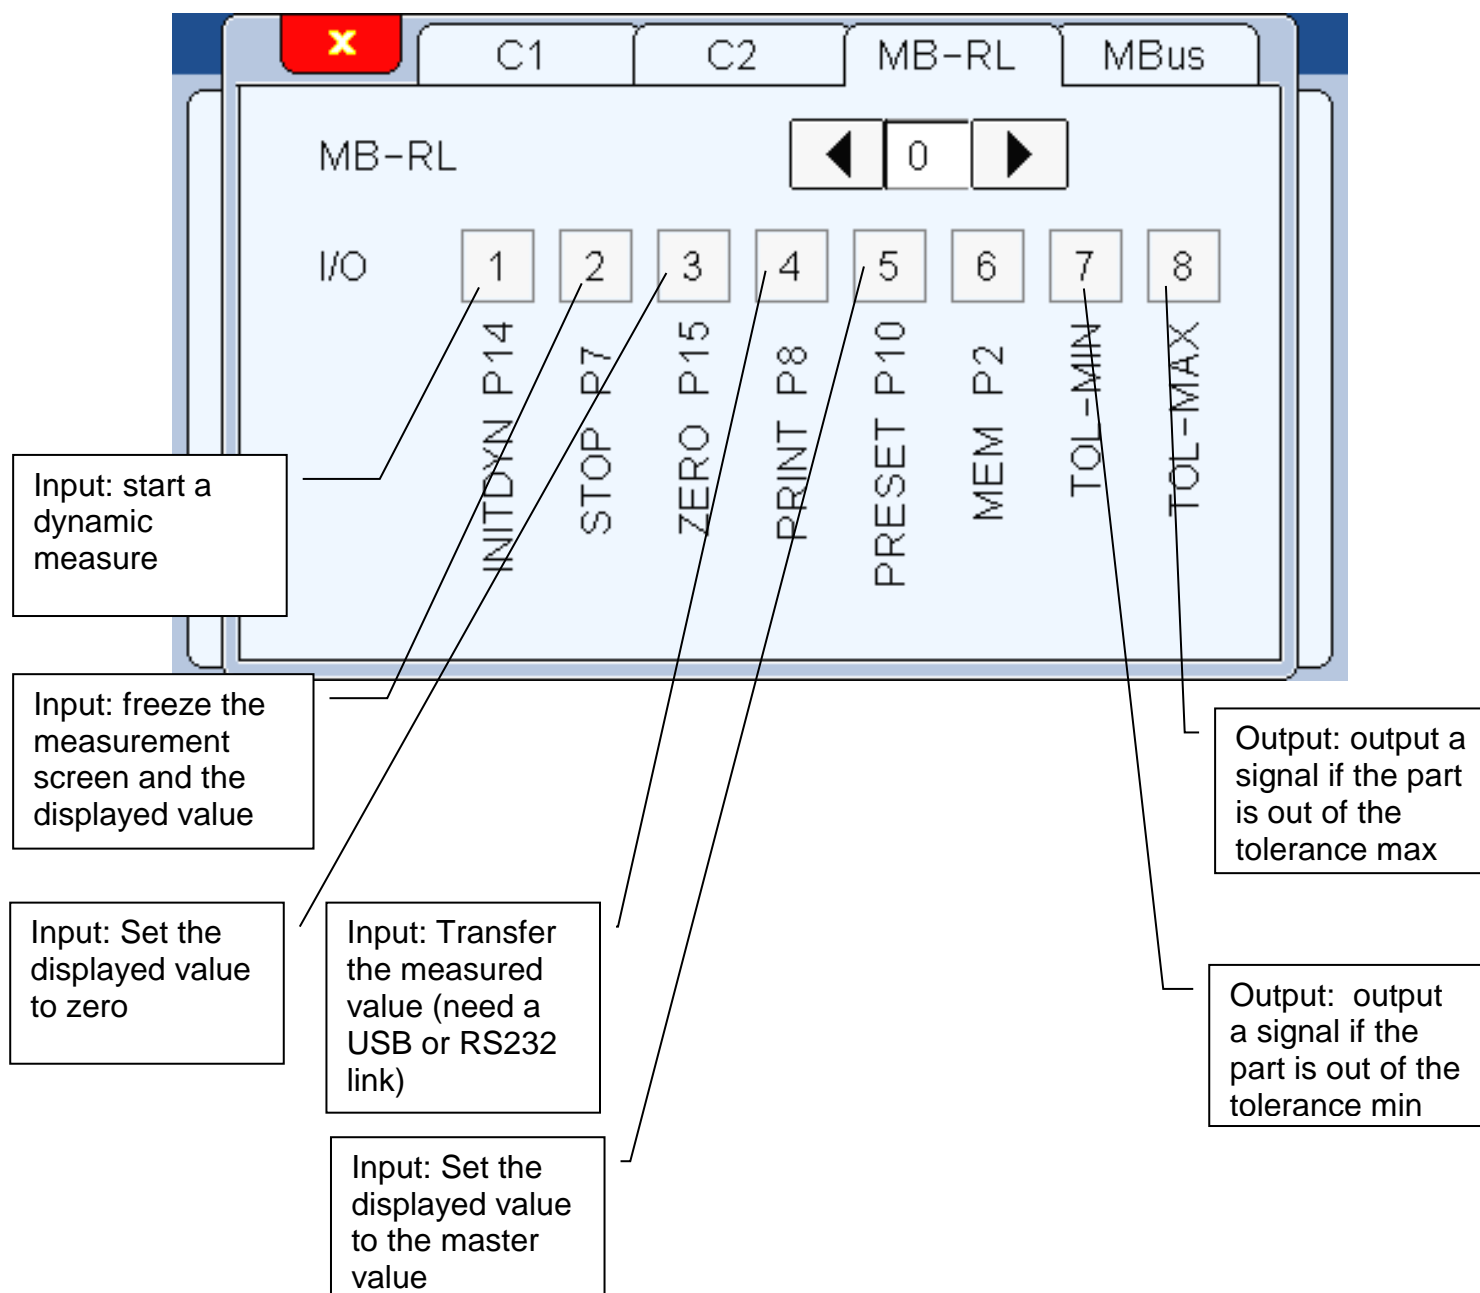 x
C1
C2
MB-RL
MBus
MB-RL
0
I/O
1
2
3
4
5
6
7
8
INITDYN P14
STOP P7
ZERO P15
PRINT P8
PRESET P10
MEM P2
TOL-MIN
TOL-MAX
Input: start a
dynamic
measure
Input: freeze the
measurement
screen and the
displayed value
Output: output a
signal if the part
is out of the
tolerance max
Input: Set the
displayed value
to zero
Input: Transfer
the measured
value (need a
USB or RS232
link)
Output:  output
a signal if the
part is out of the
tolerance min
Input: Set the
displayed value
to the master
value